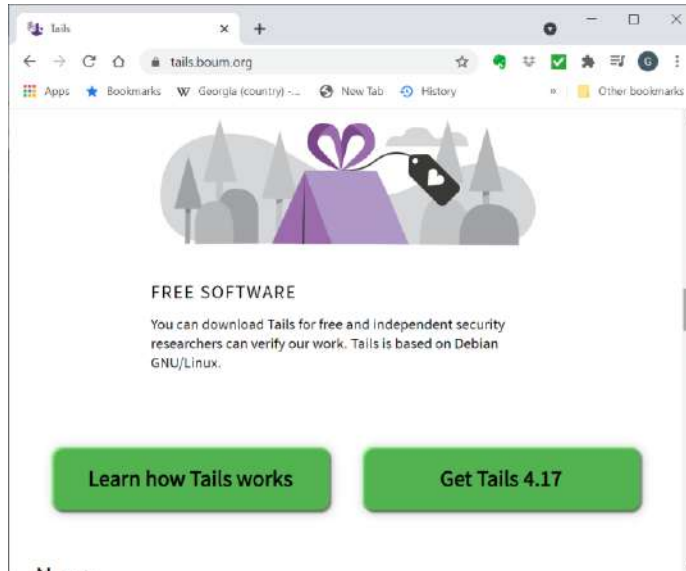 Tails
tails.boum.org
G
Apps Bookmarks W Georgia (country) -... New Tab History » Other bookmarks
FREE SOFTWARE
You can download Tails for free and independent security
researchers can verify our work. Tails is based on Debian
GNU/Linux.
Learn how Tails works Get Tails 4.17